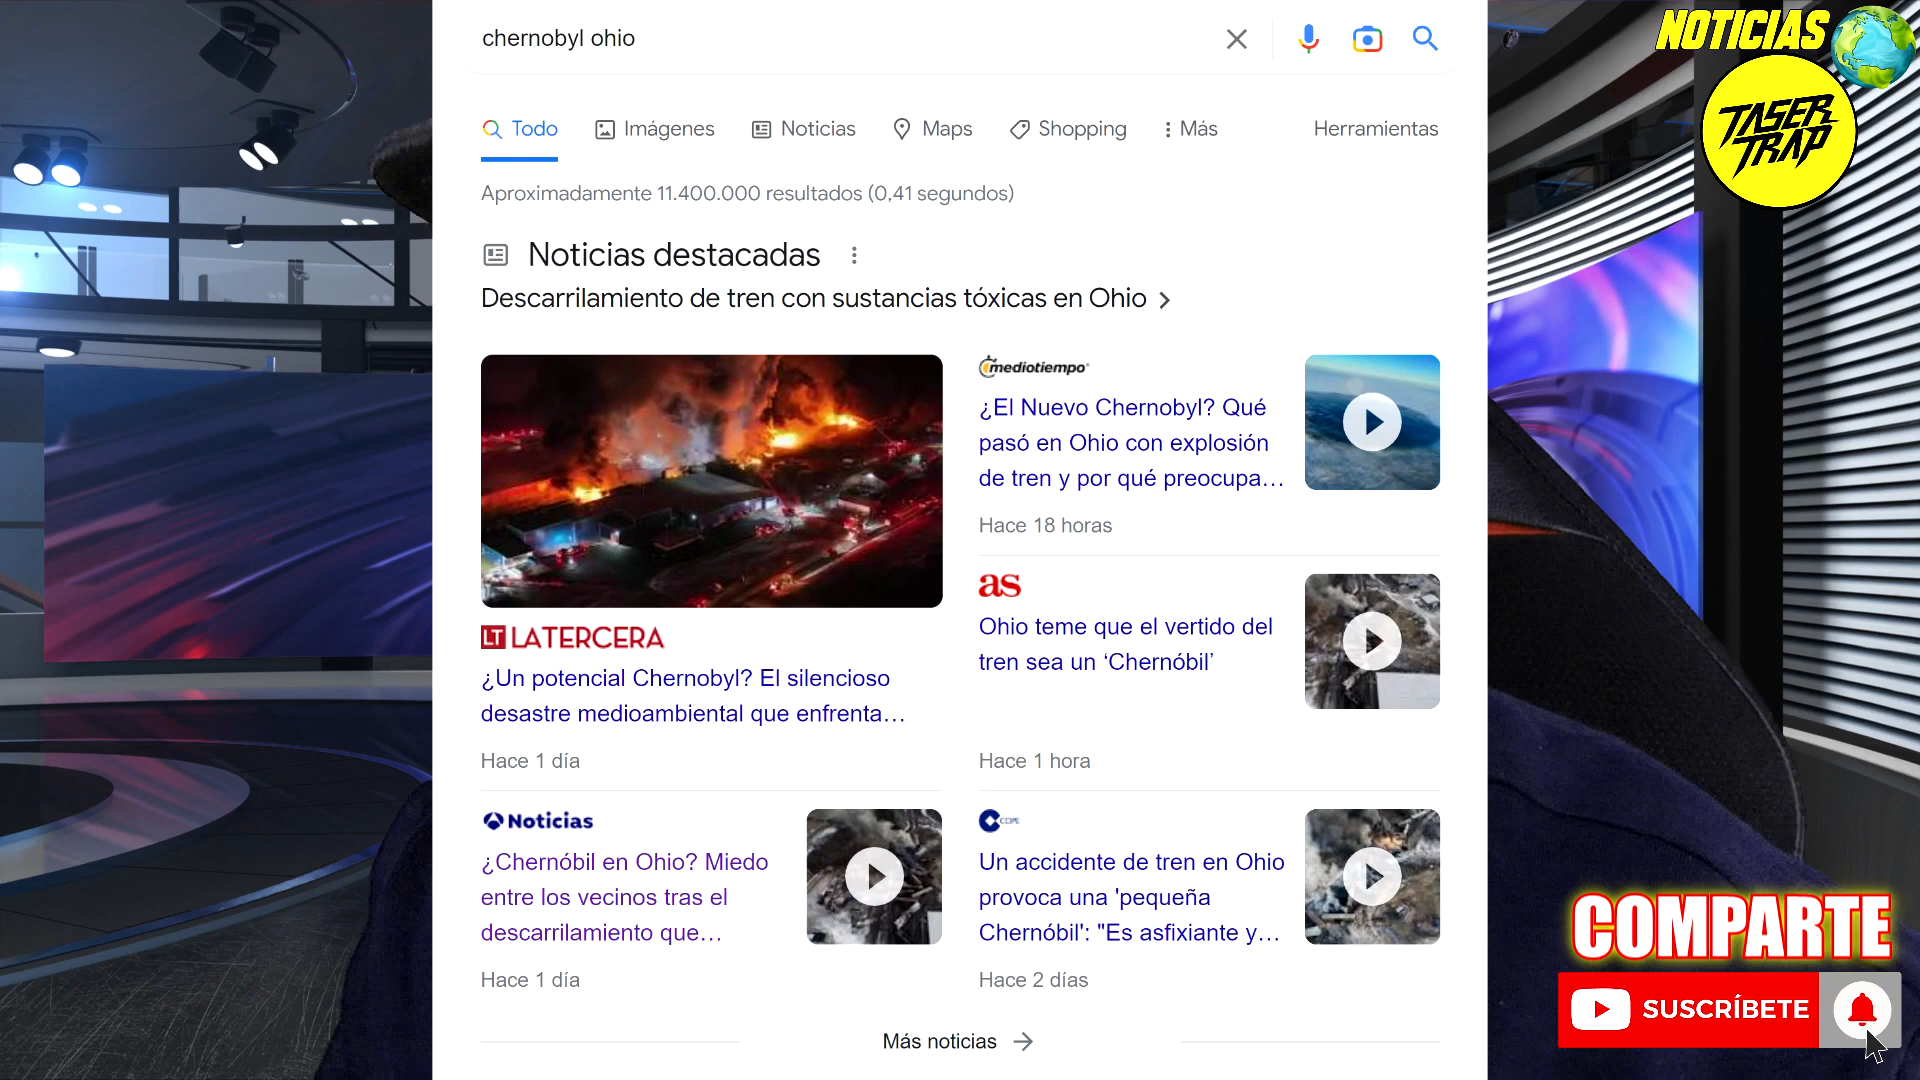 chernobyl ohio
Todo
Imágenes
Noticias
Maps
Shopping
Más
Herramientas
Aproximadamente 11.400.000 resultados (0,41 segundos)
Noticias destacadas
Descarrilamiento de tren con sustancias tóxicas en Ohio
LT LATERCERA
¿Un potencial Chernobyl? El silencioso
desastre medioambiental que enfrenta…
Hace 1 día
mediotiempo
¿El Nuevo Chernobyl? Qué
pasó en Ohio con explosión
de tren y por qué preocupa…
Hace 18 horas
as
Ohio teme que el vertido del
tren sea un ‘Chernóbil’
Hace 1 hora
Noticias
¿Chernóbil en Ohio? Miedo
entre los vecinos tras el
descarrilamiento que…
Hace 1 día
COPE
Un accidente de tren en Ohio
provoca una 'pequeña
Chernóbil': "Es asfixiante y…
Hace 2 días
Más noticias
NOTICIAS
TASER
TRAP
COMPARTE
SUSCRÍBETE